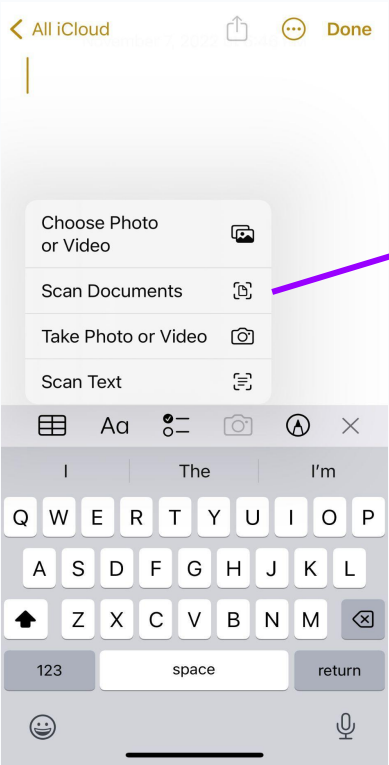 All iCloud Done
Choose Photo
or Video
Scan Documents
Take Photo or Video
Scan Text
Aa
I The I'm
Q W E R T Y U I O P
A S D F G H J K L
Z X C V B N M
123 space return